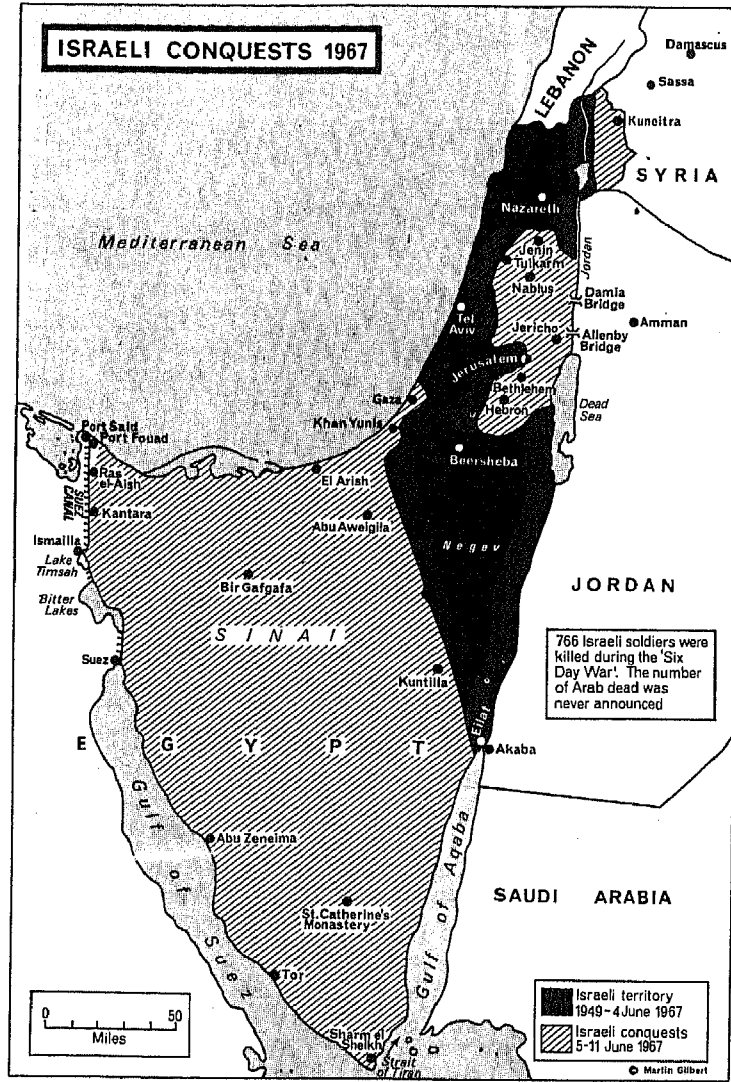 ISRAELI CONQUESTS 1967
LEBANON
Damascus
Sassa
Kuneitra
SYRIA
Nazareth
Mediterranean Sea
Jenin
Tulkarm
Nablus
Jordan
Damia
Bridge
Tel
Aviv
Amman
Jericho
Allenby
Bridge
Jerusalem
Bethlehem
Hebron
Dead
Sea
Gaza
Khan Yunis
Port Said
Port Fouad
Beersheba
Ras
el-Aish
El Arish
SUEZ
CANAL
Kantara
Abu Aweigila
Ismailia
Lake
Timsah
Negev
Bir Gafgafa
Bitter
Lakes
JORDAN
SINAI
766 Israeli soldiers were
killed during the 'Six
Day War'. The number
of Arab dead was
never announced
Suez
Kuntilla
Eilat
EGYPT
Akaba
Gulf of Suez
Abu Zeneima
Gulf of Aqaba
SAUDI ARABIA
St. Catherine's
Monastery
Tor
0 50
Miles
Sharm el
Sheikh
Strait
of Tiran
Israeli territory
1949-4 June 1967
Israeli conquests
5-11 June 1967
© Martin Gilbert